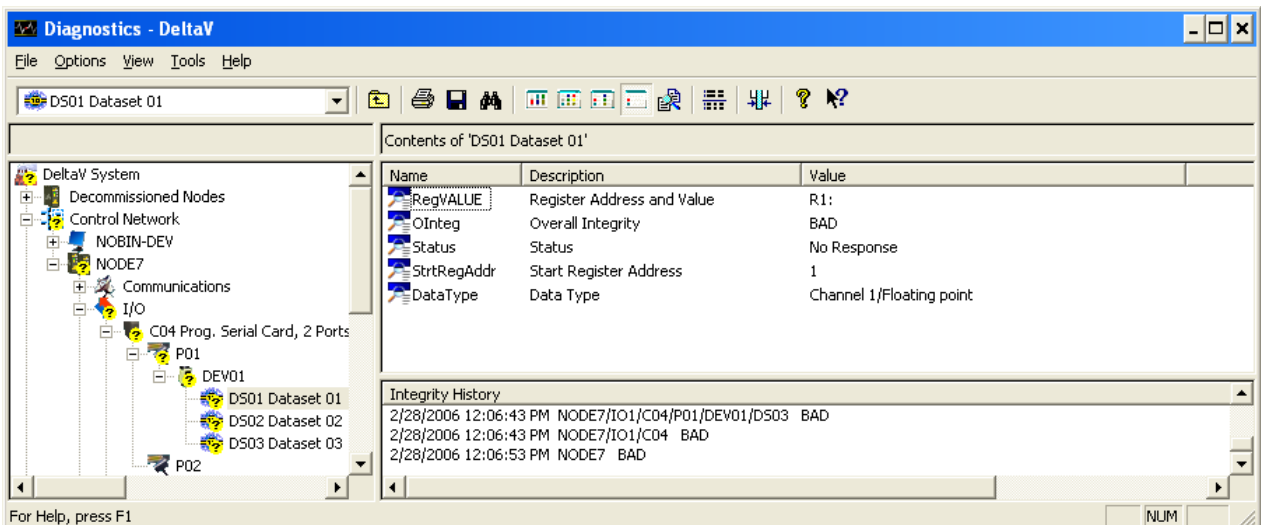 Diagnostics - DeltaV
File Options View Tools Help
DS01 Dataset 01
Contents of 'DS01 Dataset 01'
DeltaV System
Decommissioned Nodes
Control Network
NOBIN-DEV
NODE7
Communications
I/O
C04 Prog. Serial Card, 2 Ports
P01
DEV01
DS01 Dataset 01
DS02 Dataset 02
DS03 Dataset 03
P02
Name Description Value
RegVALUE Register Address and Value R1:
OInteg Overall Integrity BAD
Status Status No Response
StrtRegAddr Start Register Address 1
DataType Data Type Channel 1/Floating point
Integrity History
2/28/2006 12:06:43 PM NODE7/IO1/C04/P01/DEV01/DS03 BAD
2/28/2006 12:06:43 PM NODE7/IO1/C04 BAD
2/28/2006 12:06:53 PM NODE7 BAD
For Help, press F1
NUM